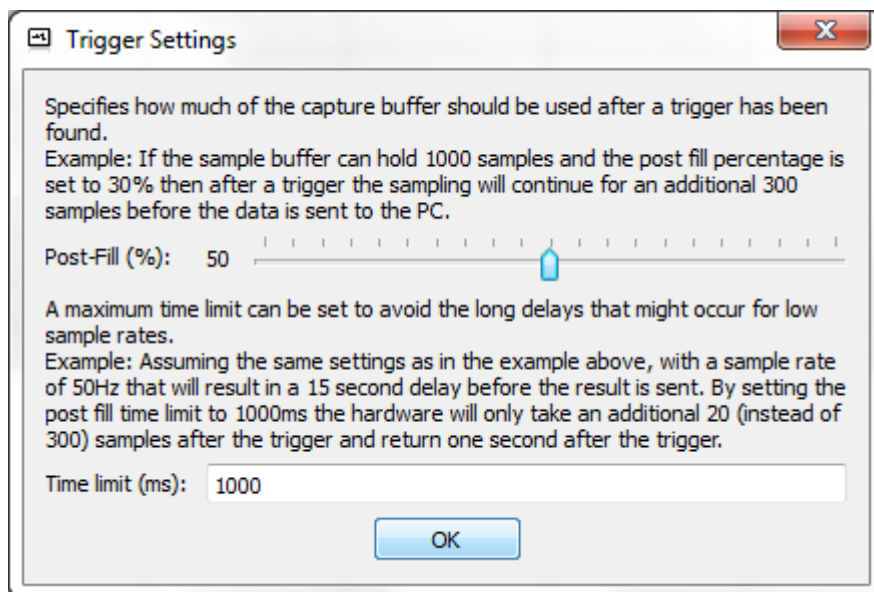 Trigger Settings
Specifies how much of the capture buffer should be used after a trigger has been
found.
Example: If the sample buffer can hold 1000 samples and the post fill percentage is
set to 30% then after a trigger the sampling will continue for an additional 300
samples before the data is sent to the PC.
Post-Fill (%): 50
A maximum time limit can be set to avoid the long delays that might occur for low
sample rates.
Example: Assuming the same settings as in the example above, with a sample rate
of 50Hz that will result in a 15 second delay before the result is sent. By setting the
post fill time limit to 1000ms the hardware will only take an additional 20 (instead of
300) samples after the trigger and return one second after the trigger.
Time limit (ms): 1000
OK